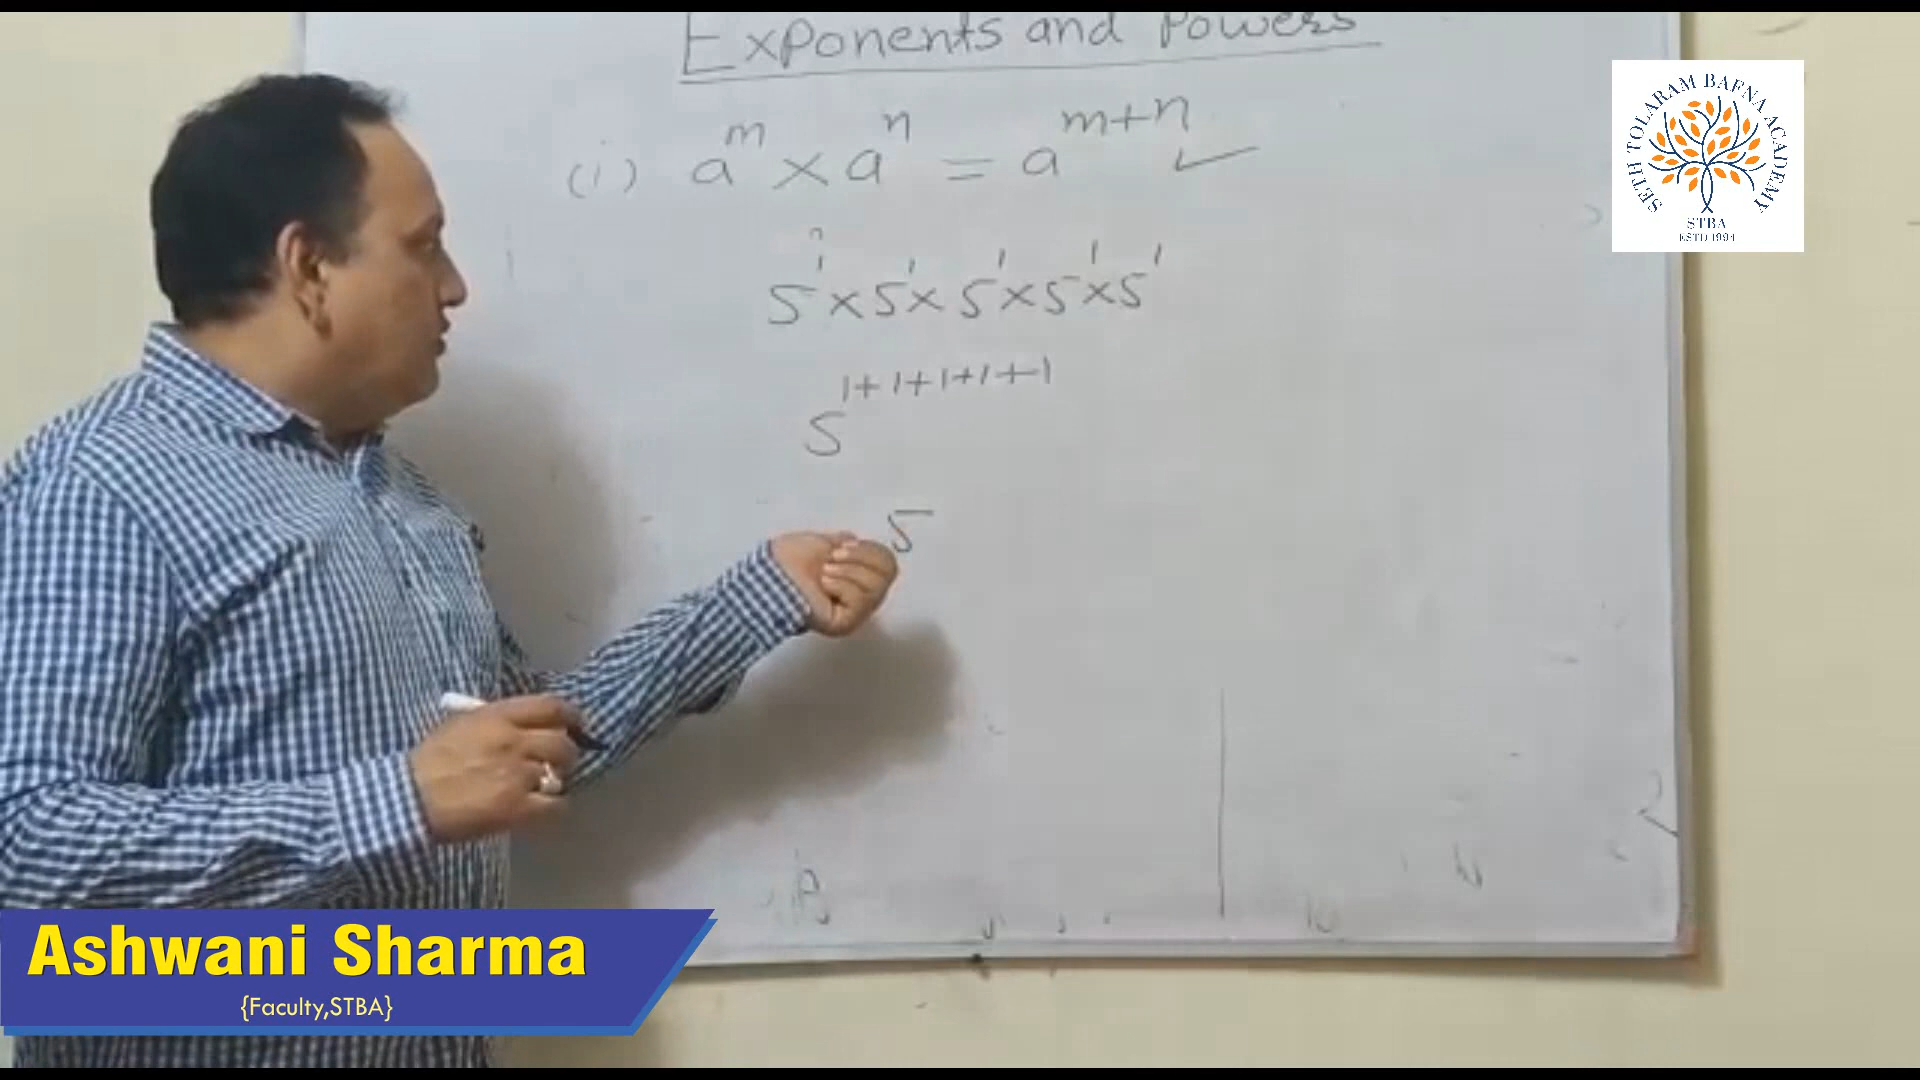 Exponents and Powers
(i) a^m × a^n = a^{m+n} ✓
5^1 × 5^1 × 5^1 × 5^1 × 5^1
5^{1+1+1+1+1}
5
SETH TOLARAM BAFNA ACADEMY
STBA
ESTD 1994
Ashwani Sharma
{Faculty,STBA}